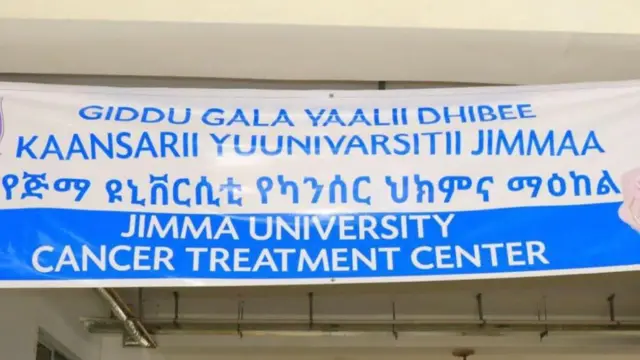 GIDDU GALA YAALII DHIBEE
KAANSARII YUUNIVARSITII JIMMAA
የጅማ ዩኒቨርሲቲ የካንሰር ህክምና ማዕከል
JIMMA UNIVERSITY
CANCER TREATMENT CENTER